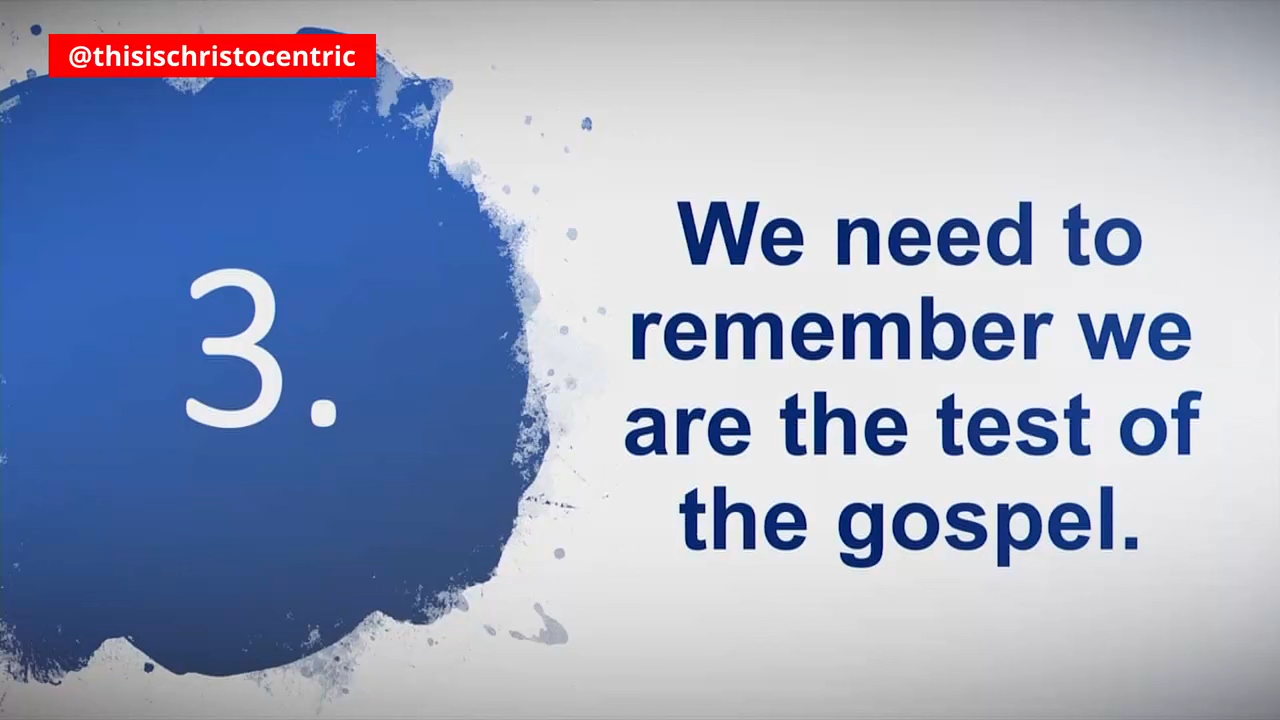 @thisischristocentric
3.
We need to
remember we
are the test of
the gospel.